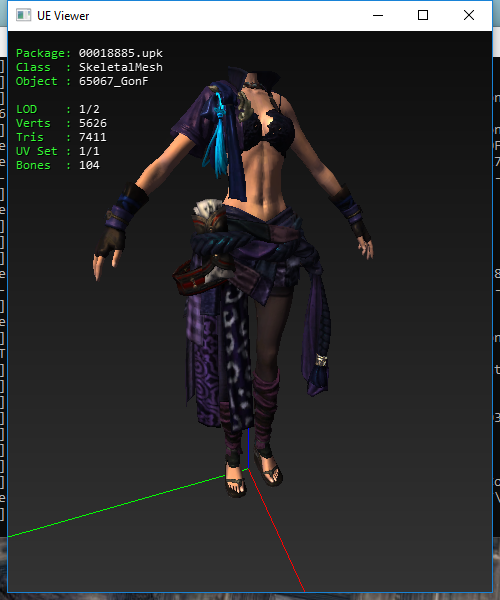 UE Viewer
Package: 00018885.upk
Class : SkeletalMesh
Object : 65067_GonF
LOD : 1/2
Verts : 5626
Tris : 7411
UV Set : 1/1
Bones : 104